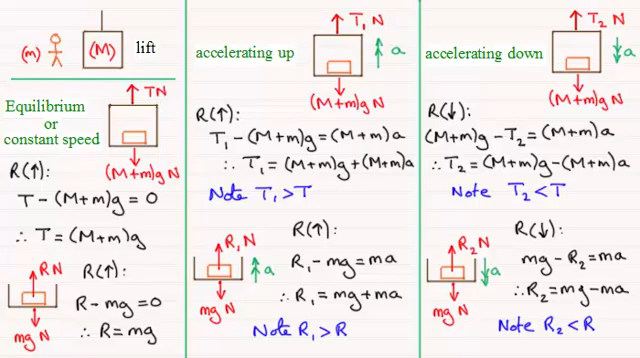 (m)
(M)
lift
Equilibrium
or
constant speed
TN
(M+m)g N
R(↑):
T - (M+m)g = 0
∴ T = (M+m)g
RN
mg N
R(↑):
R - mg = 0
∴ R = mg
accelerating up
T₁ N
a
(M+m)g N
R(↑):
T₁ - (M+m)g = (M+m)a
∴ T₁ = (M+m)g + (M+m)a
Note T₁ > T
R₁ N
a
mg N
R(↑):
R₁ - mg = ma
∴ R₁ = mg + ma
Note R₁ > R
accelerating down
T₂ N
a
(M+m)g N
R(↓):
(M+m)g - T₂ = (M+m)a
∴ T₂ = (M+m)g - (M+m)a
Note T₂ < T
R₂ N
a
mg N
R(↓):
mg - R₂ = ma
∴ R₂ = mg - ma
Note R₂ < R